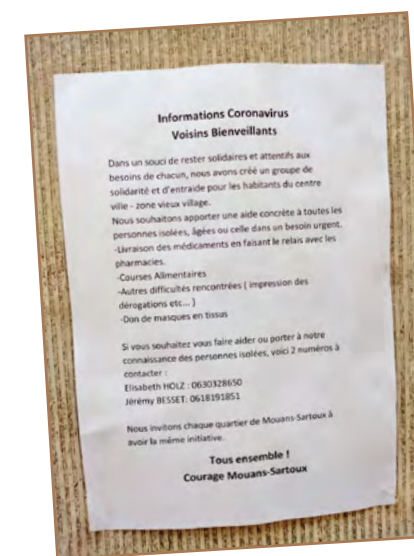 Informations Coronavirus
Voisins Bienveillants
Dans un souci de rester solidaires et attentifs aux
besoins de chacun, nous avons créé un groupe de
solidarité et d'entraide pour les habitants du centre
ville - zone vieux village.
Nous souhaitons apporter une aide concrète à toutes les
personnes isolées, âgées ou celle dans un besoin urgent.
-Livraison des médicaments en faisant le relais avec les
pharmacies.
-Courses Alimentaires
-Autres difficultés rencontrées ( impression des
dérogations etc... )
-Don de masques en tissus
Si vous souhaitez vous faire aider ou porter à notre
connaissance des personnes isolées, voici 2 numéros à
contacter :
Elisabeth HOLZ : 0630328650
Jérémy BESSET: 0618191851
Nous invitons chaque quartier de Mouans-Sartoux à
avoir la même initiative.
Tous ensemble !
Courage Mouans-Sartoux